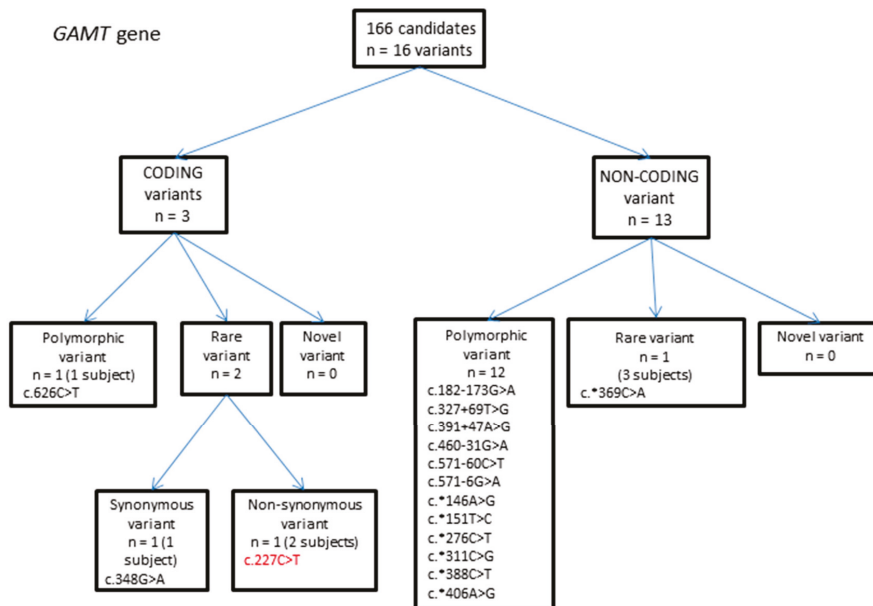 GAMT gene
166 candidates
n = 16 variants
CODING
variants
n = 3
NON-CODING
variant
n = 13
Polymorphic
variant
n = 1 (1 subject)
c.626C>T
Rare
variant
n = 2
Novel
variant
n = 0
Polymorphic
variant
n = 12
c.182-173G>A
c.327+69T>G
c.391+47A>G
c.460-31G>A
c.571-60C>T
c.571-6G>A
c.*146A>G
c.*151T>C
c.*276C>T
c.*311C>G
c.*388C>T
c.*406A>G
Rare variant
n = 1
(3 subjects)
c.*369C>A
Novel variant
n = 0
Synonymous
variant
n = 1 (1
subject)
c.348G>A
Non-synonymous
variant
n = 1 (2 subjects)
c.227C>T